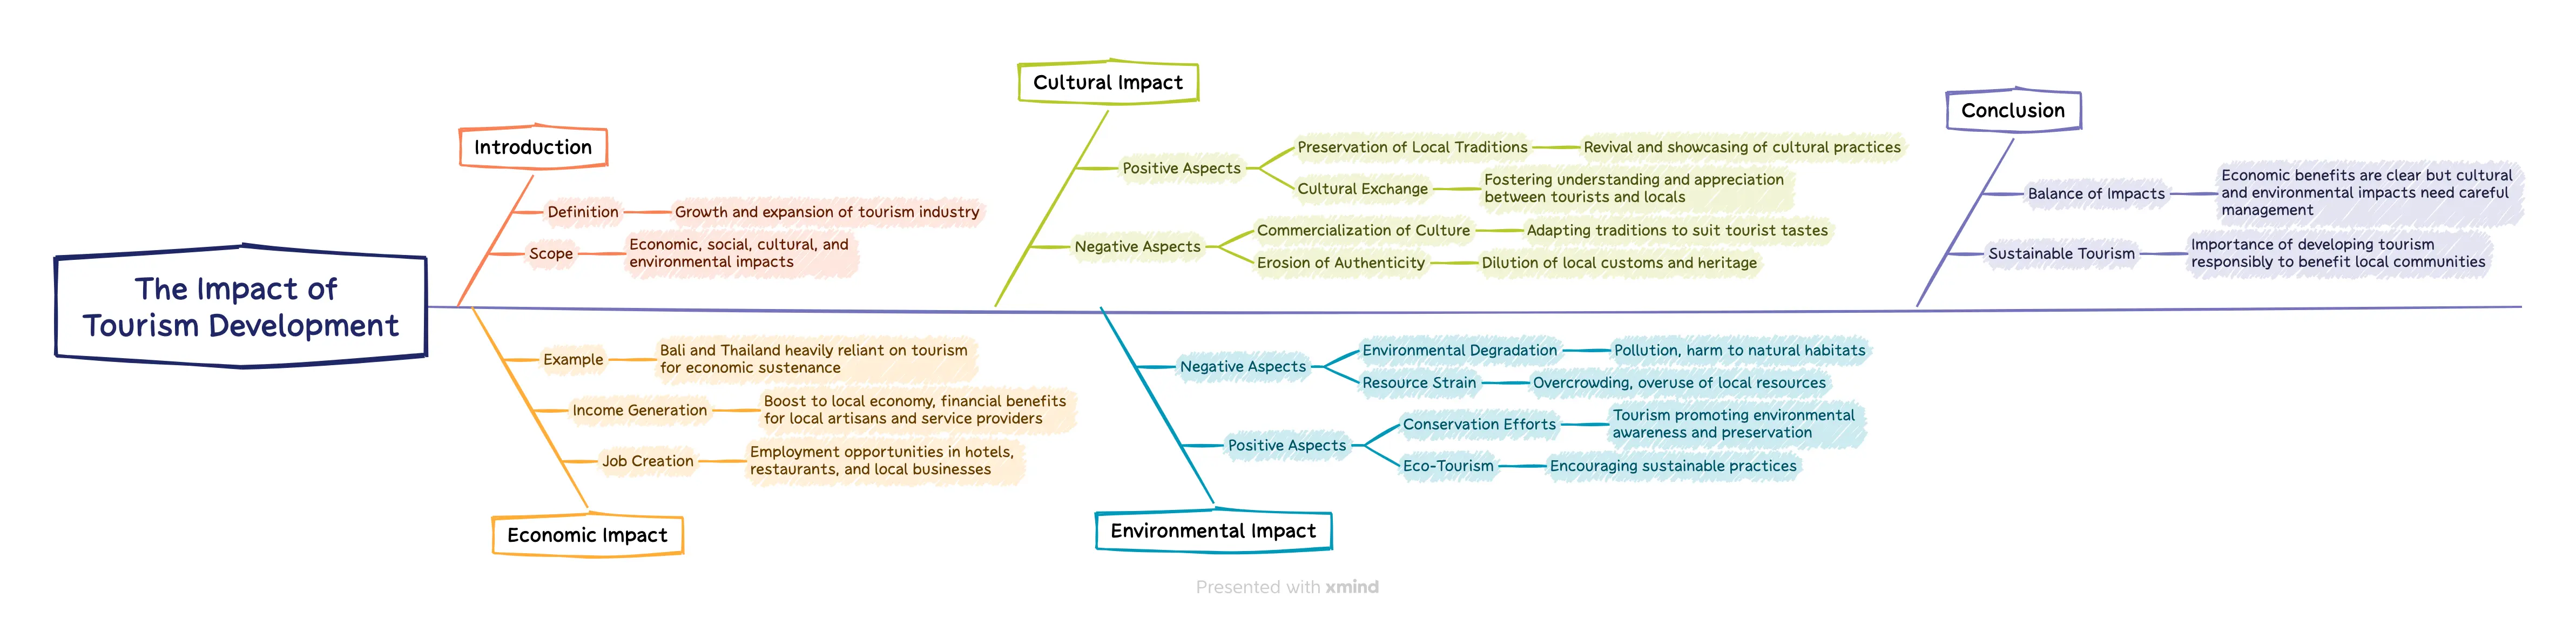 The Impact of
Tourism Development
Introduction
Definition
Growth and expansion of tourism industry
Scope
Economic, social, cultural, and
environmental impacts
Economic Impact
Example
Bali and Thailand heavily reliant on tourism
for economic sustenance
Income Generation
Boost to local economy, financial benefits
for local artisans and service providers
Job Creation
Employment opportunities in hotels,
restaurants, and local businesses
Cultural Impact
Positive Aspects
Preservation of Local Traditions
Revival and showcasing of cultural practices
Cultural Exchange
Fostering understanding and appreciation
between tourists and locals
Negative Aspects
Commercialization of Culture
Adapting traditions to suit tourist tastes
Erosion of Authenticity
Dilution of local customs and heritage
Environmental Impact
Negative Aspects
Environmental Degradation
Pollution, harm to natural habitats
Resource Strain
Overcrowding, overuse of local resources
Positive Aspects
Conservation Efforts
Tourism promoting environmental
awareness and preservation
Eco-Tourism
Encouraging sustainable practices
Conclusion
Balance of Impacts
Economic benefits are clear but cultural
and environmental impacts need careful
management
Sustainable Tourism
Importance of developing tourism
responsibly to benefit local communities
Presented with xmind